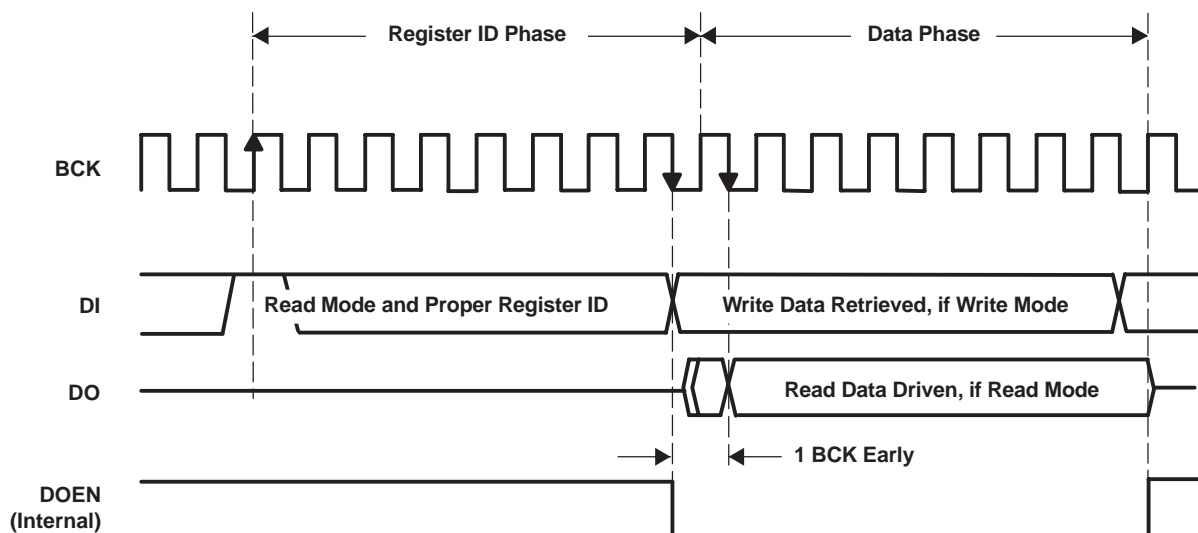 Register ID Phase
Data Phase
BCK
DI
Read Mode and Proper Register ID
Write Data Retrieved, if Write Mode
DO
Read Data Driven, if Read Mode
1 BCK Early
DOEN
(Internal)